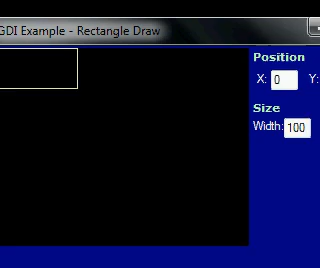 GDI Example - Rectangle Draw
Position
X: 0 Y:
Size
Width: 100